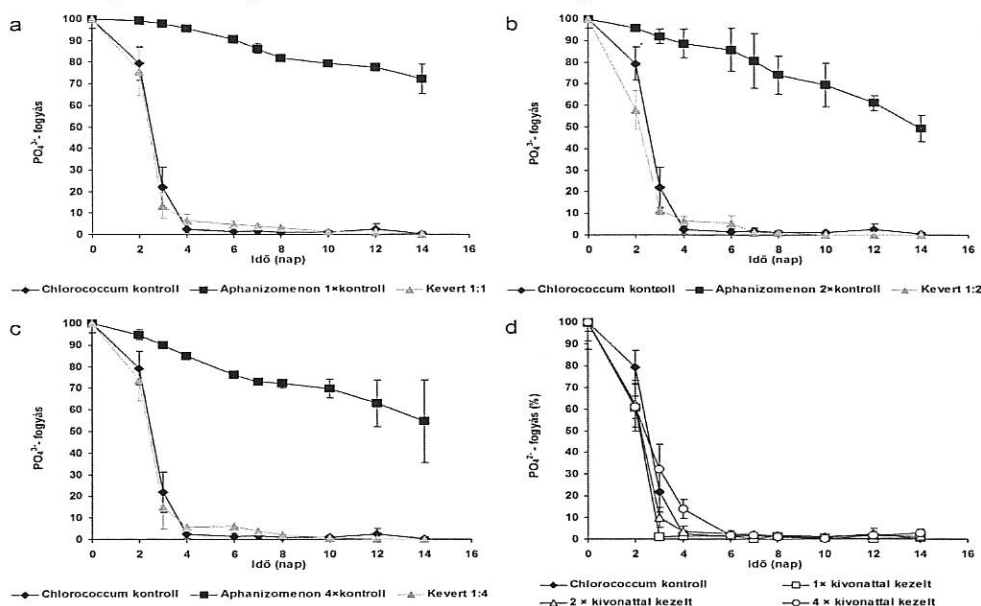 a
100
90
80
70
60
50
40
30
20
10
0
PO₄³⁻- fogyás
0 2 4 6 8 10 12 14 16
Idő (nap)
Chlorococcum kontroll Aphanizomenon 1×kontroll Kevert 1:1
b
100
90
80
70
60
50
40
30
20
10
0
PO₄³⁻- fogyás
0 2 4 6 8 10 12 14 16
Idő (nap)
Chlorococcum kontroll Aphanizomenon 2×kontroll Kevert 1:2
c
100
90
80
70
60
50
40
30
20
10
0
PO₄³⁻- fogyás
0 2 4 6 8 10 12 14 16
Idő (nap)
Chlorococcum kontroll Aphanizomenon 4×kontroll Kevert 1:4
d
100
90
80
70
60
50
40
30
20
10
0
PO₄²⁻- fogyás (%)
0 2 4 6 8 10 12 14 16
Idő (nap)
Chlorococcum kontroll 1× kivonattal kezelt
2 × kivonattal kezelt 4 × kivonattal kezelt